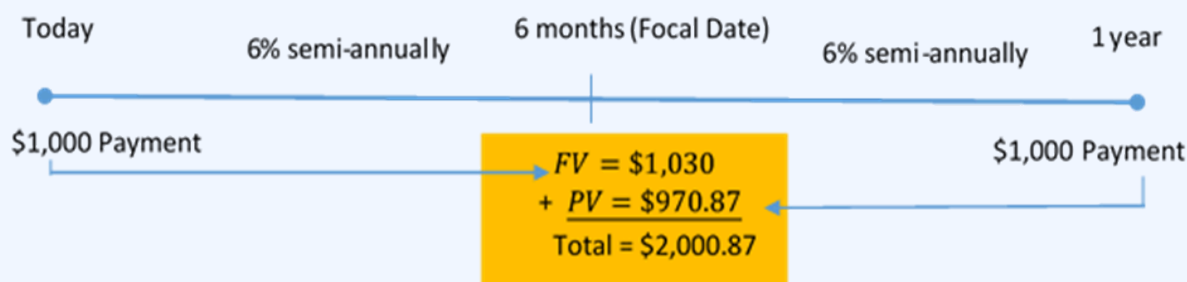 Today
6% semi-annually
6 months (Focal Date)
6% semi-annually
1 year
$1,000 Payment
$1,000 Payment
FV = $1,030
+ PV = $970.87
Total = $2,000.87